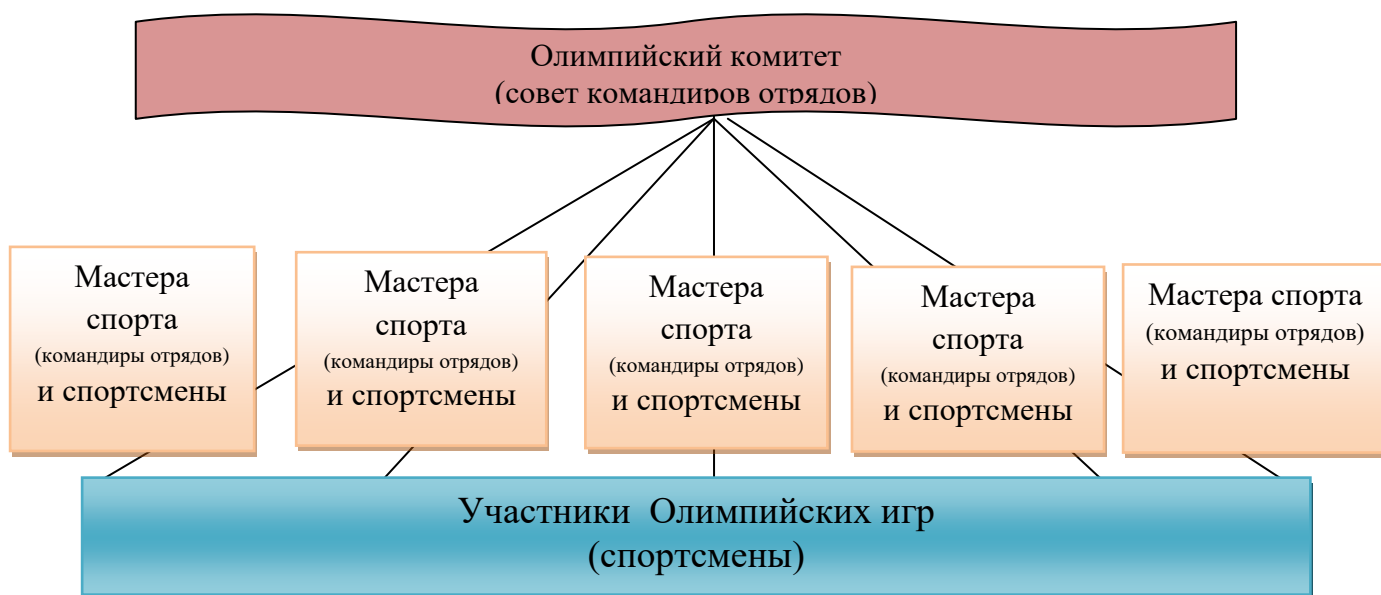 Олимпийский комитет
(совет командиров отрядов)
Мастера
спорта
(командиры отрядов)
и спортсмены
Мастера
спорта
(командиры отрядов)
и спортсмены
Мастера
спорта
(командиры отрядов)
и спортсмены
Мастера
спорта
(командиры отрядов)
и спортсмены
Мастера спорта
(командиры отрядов)
и спортсмены
Участники Олимпийских игр
(спортсмены)